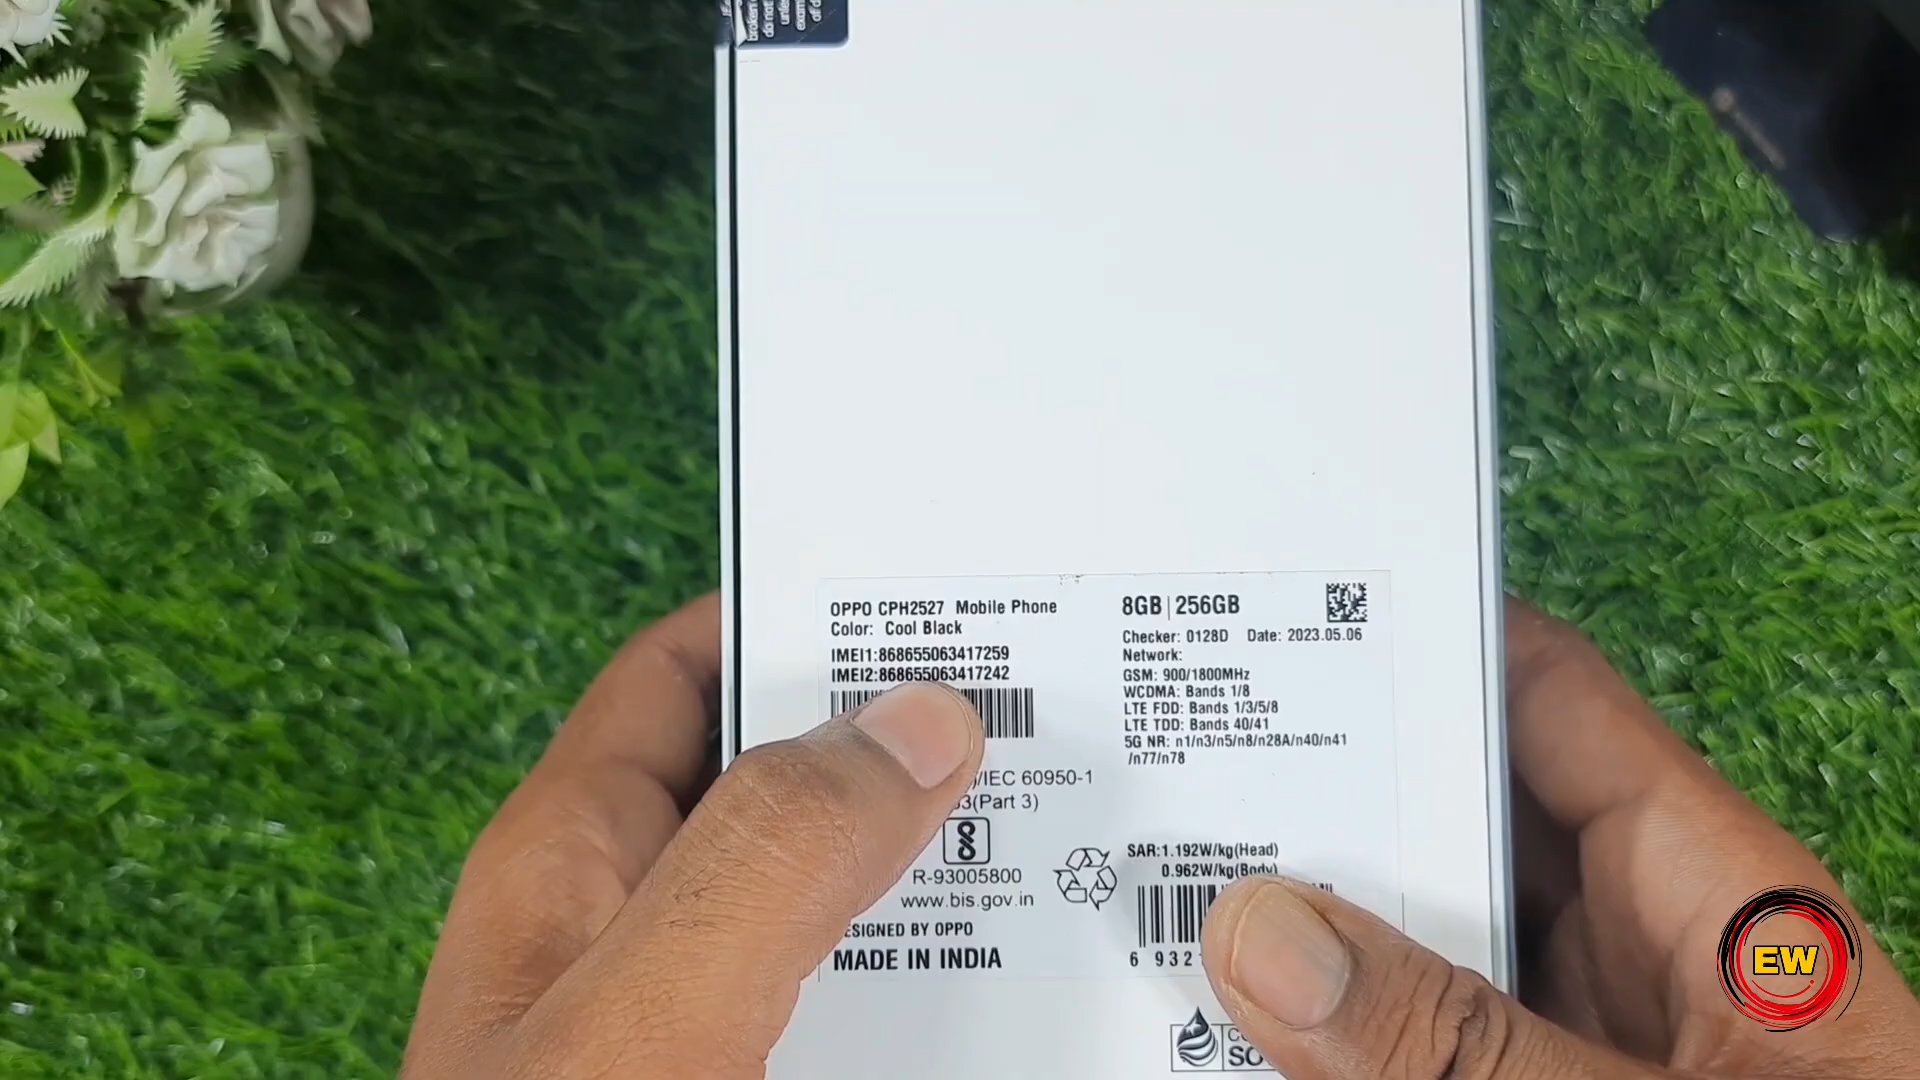 broken
do not
OPPO CPH2527 Mobile Phone
Color: Cool Black
IMEI1:868655063417259
IMEI2:868655063417242
/IEC 60950-1
(Part 3)
R-93005800
www.bis.gov.in
ESIGNED BY OPPO
MADE IN INDIA
8GB | 256GB
Checker: 0128D Date: 2023.05.06
Network:
GSM: 900/1800MHz
WCDMA: Bands 1/8
LTE FDD: Bands 1/3/5/8
LTE TDD: Bands 40/41
5G NR: n1/n3/n5/n8/n28A/n40/n41
/n77/n78
SAR:1.192W/kg(Head)
0.962W/kg(Body)
6 932
SO
EW